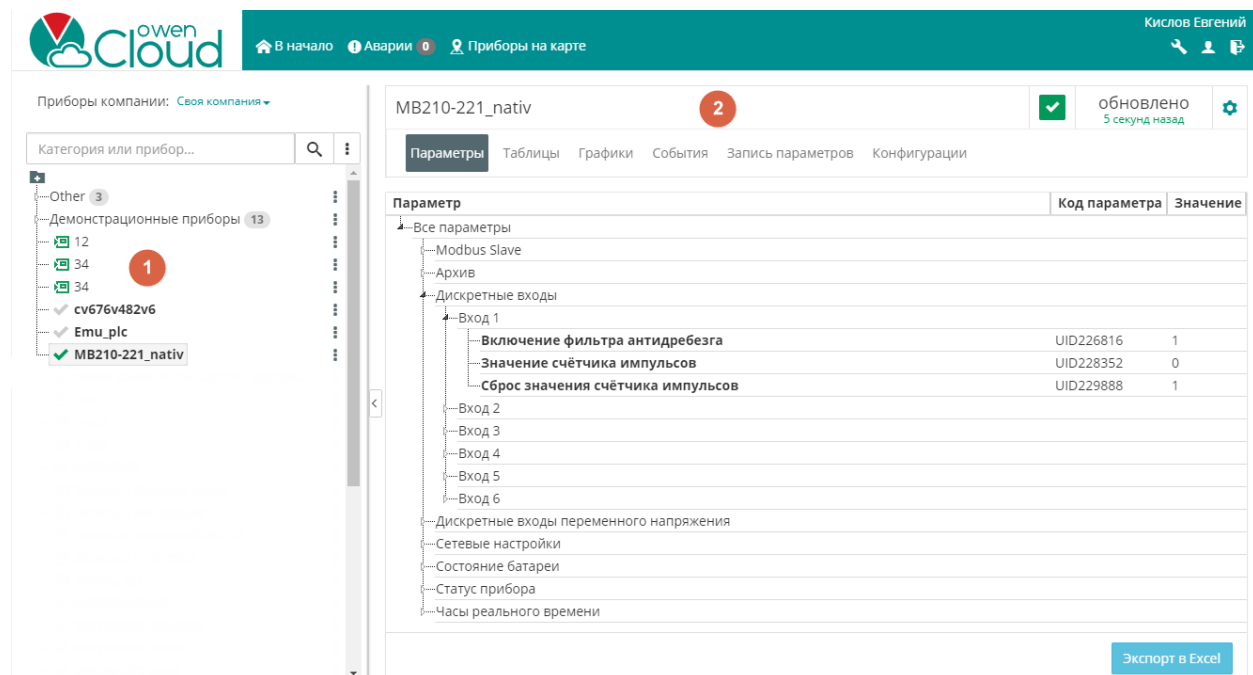 owen
Cloud
В начало
Аварии 0
Приборы на карте
Кислов Евгений
Приборы компании: Своя компания
Категория или прибор...
Other 3
Демонстрационные приборы 13
12
34
34
cv676v482v6
Emu_plc
MB210-221_nativ
1
MB210-221_nativ
2
обновлено
5 секунд назад
Параметры Таблицы Графики События Запись параметров Конфигурации
Параметр Код параметра Значение
Все параметры
Modbus Slave
Архив
Дискретные входы
Вход 1
Включение фильтра антидребезга UID226816 1
Значение счётчика импульсов UID228352 0
Сброс значения счётчика импульсов UID229888 1
Вход 2
Вход 3
Вход 4
Вход 5
Вход 6
Дискретные входы переменного напряжения
Сетевые настройки
Состояние батареи
Статус прибора
Часы реального времени
Экспорт в Excel